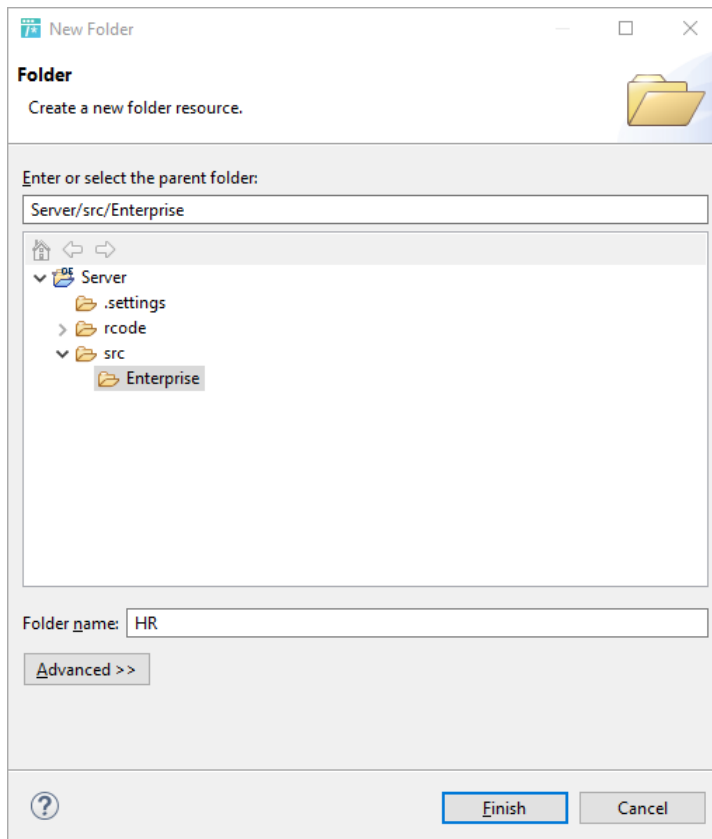 New Folder
Folder
Create a new folder resource.
Enter or select the parent folder:
Server/src/Enterprise
Server
.settings
rcode
src
Enterprise
Folder name: HR
Advanced >>
Finish Cancel